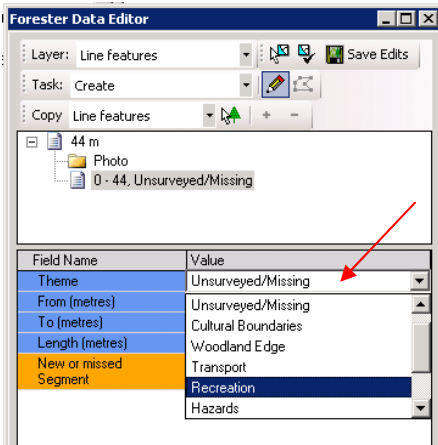 Forester Data Editor
Layer: Line features Save Edits
Task: Create
Copy Line features + -
44 m
Photo
0 - 44, Unsurveyed/Missing
Field Name Value
Theme Unsurveyed/Missing
From (metres) Unsurveyed/Missing
To (metres) Cultural Boundaries
Length (metres) Woodland Edge
New or missed Transport
Segment Recreation
Hazards